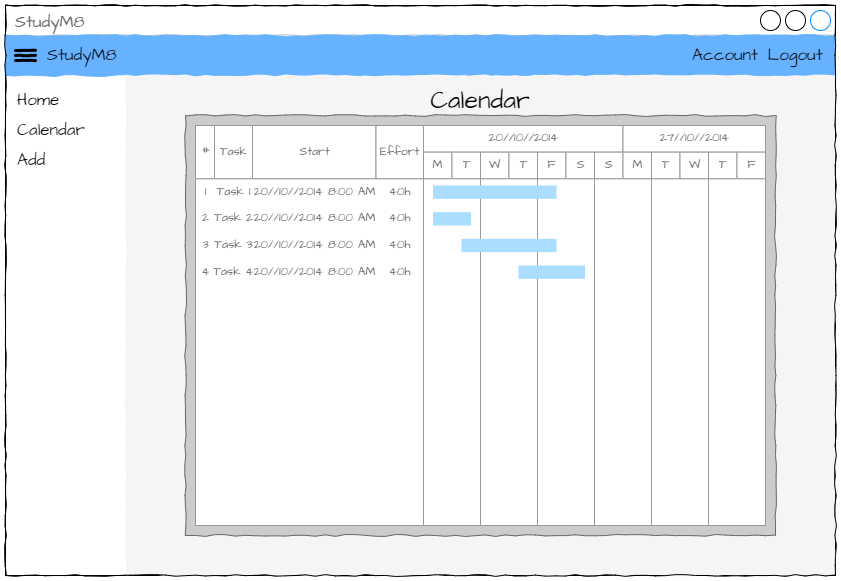 StudyM8
StudyM8 Account Logout
Home
Calendar
Add
Calendar
# Task Start Effort 20//10//2014 27//10//2014
M T W T F S S M T W T F
1 Task 1 20//10//2014 8:00 AM 40h
2 Task 2 20//10//2014 8:00 AM 40h
3 Task 3 20//10//2014 8:00 AM 40h
4 Task 4 20//10//2014 8:00 AM 40h